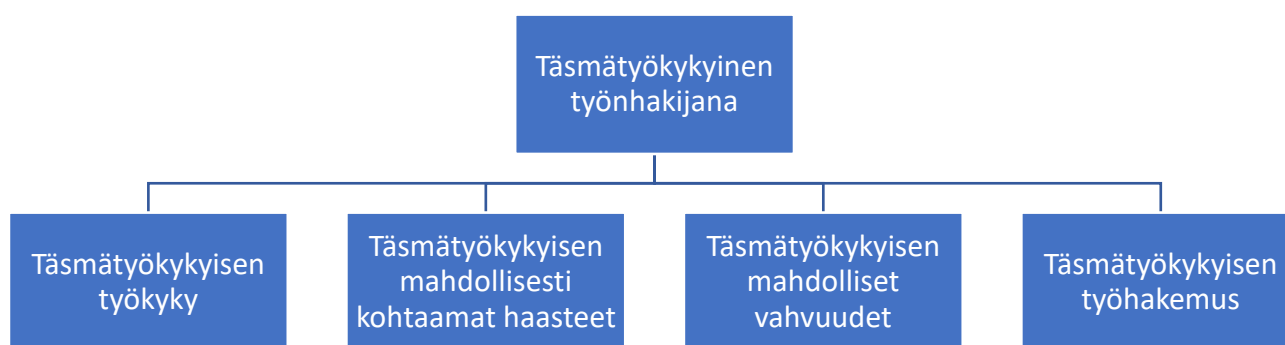 Täsmätyökykyinen
työnhakijana
Täsmätyökykyisen
työkyky
Täsmätyökykyisen
mahdollisesti
kohtaamat haasteet
Täsmätyökykyisen
mahdolliset
vahvuudet
Täsmätyökykyisen
työhakemus